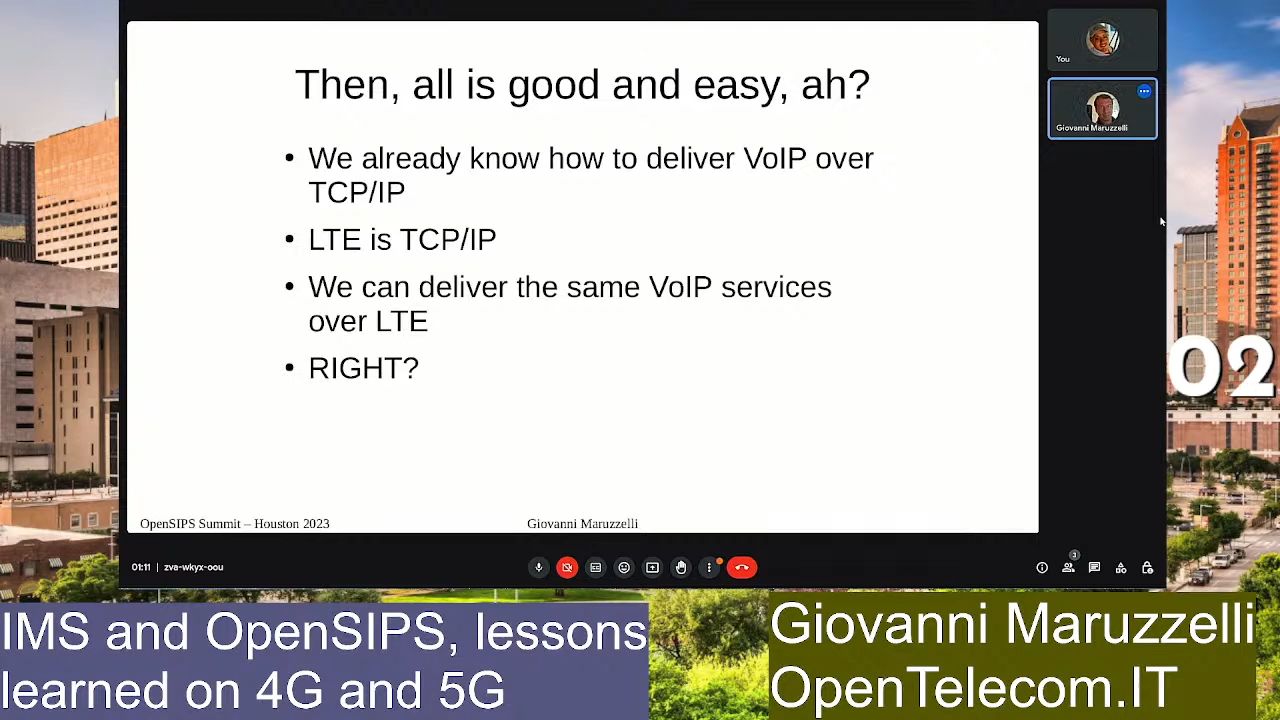 Then, all is good and easy, ah?
• We already know how to deliver VoIP over
TCP/IP
• LTE is TCP/IP
• We can deliver the same VoIP services
over LTE
• RIGHT?
OpenSIPS Summit – Houston 2023
Giovanni Maruzzelli
You
Giovanni Maruzzelli
02
01:11 | zva-wkyx-oou
3
IMS and OpenSIPS, lessons
learned on 4G and 5G
Giovanni Maruzzelli
OpenTelecom.IT